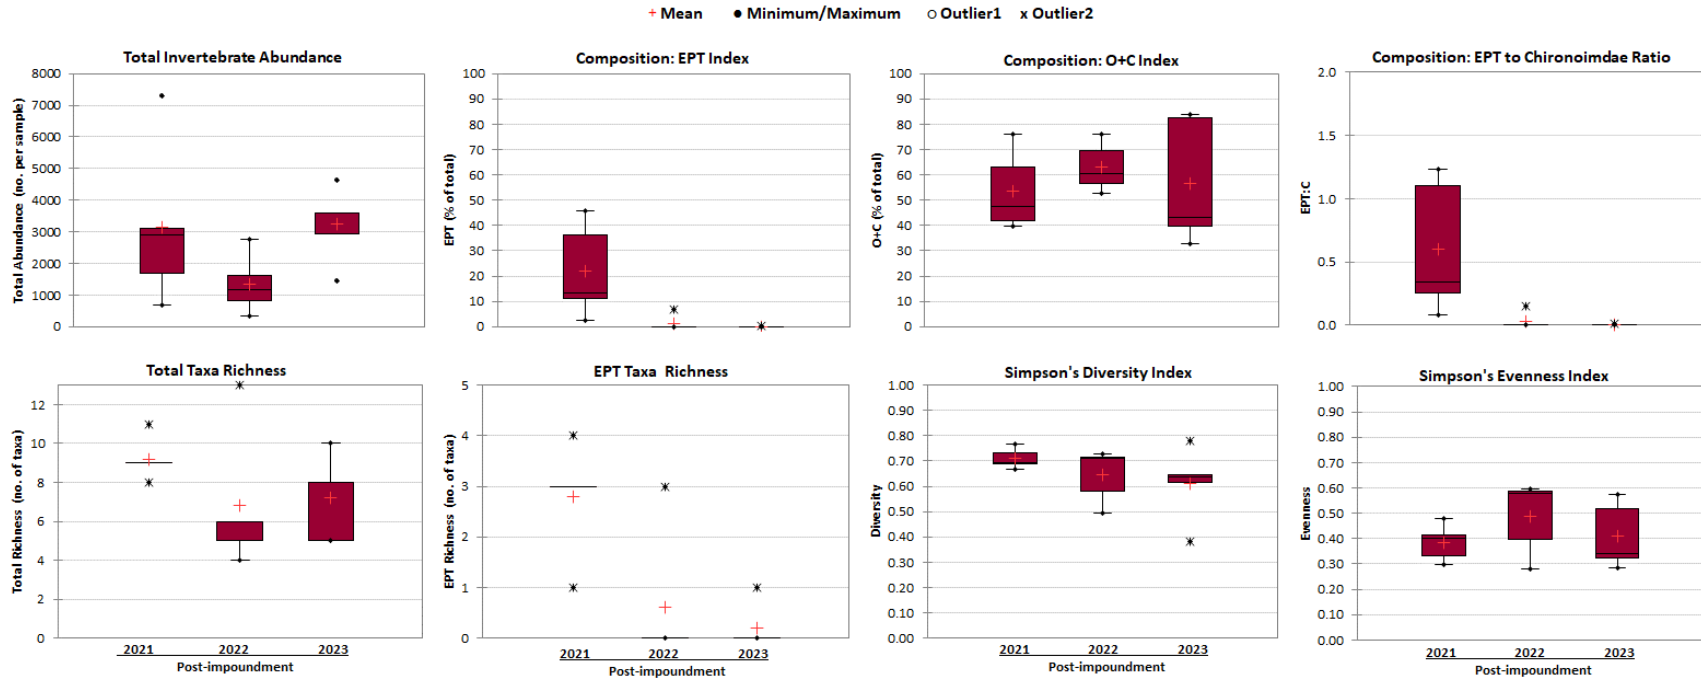 + Mean ● Minimum/Maximum ○ Outlier1 x Outlier2
Total Invertebrate Abundance
Total Abundance (no. per sample)
8000
7000
6000
5000
4000
3000
2000
1000
0
Composition: EPT Index
EPT (% of total)
100
90
80
70
60
50
40
30
20
10
0
Composition: O+C Index
O+C (% of total)
100
90
80
70
60
50
40
30
20
10
0
Composition: EPT to Chironoimdae Ratio
EPT:C
2.0
1.5
1.0
0.5
0.0
Total Taxa Richness
Total Richness (no. of taxa)
12
10
8
6
4
2
0
2021 2022 2023
Post-impoundment
EPT Taxa Richness
EPT Richness (no. of taxa)
5
4
3
2
1
0
2021 2022 2023
Post-impoundment
Simpson's Diversity Index
Diversity
1.00
0.90
0.80
0.70
0.60
0.50
0.40
0.30
0.20
0.10
0.00
2021 2022 2023
Post-impoundment
Simpson's Evenness Index
Evenness
1.00
0.90
0.80
0.70
0.60
0.50
0.40
0.30
0.20
0.10
0.00
2021 2022 2023
Post-impoundment